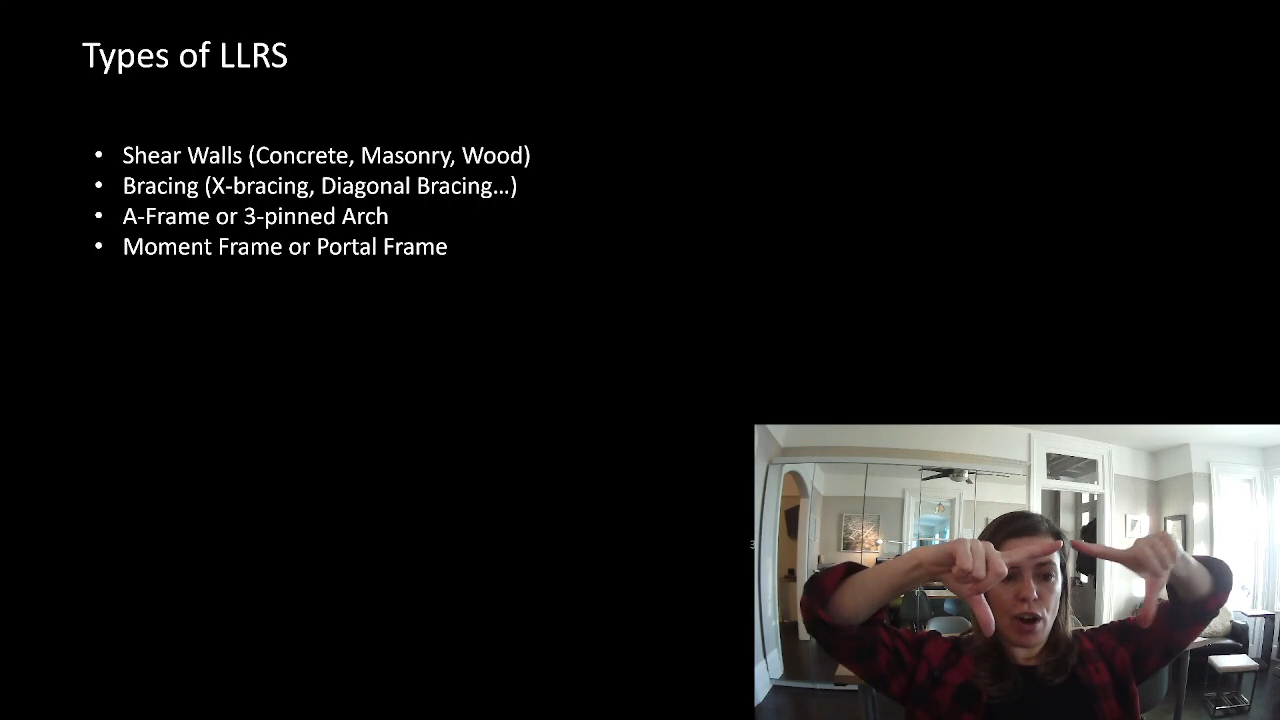 Types of LLRS
• Shear Walls (Concrete, Masonry, Wood)
• Bracing (X-bracing, Diagonal Bracing…)
• A-Frame or 3-pinned Arch
• Moment Frame or Portal Frame
3